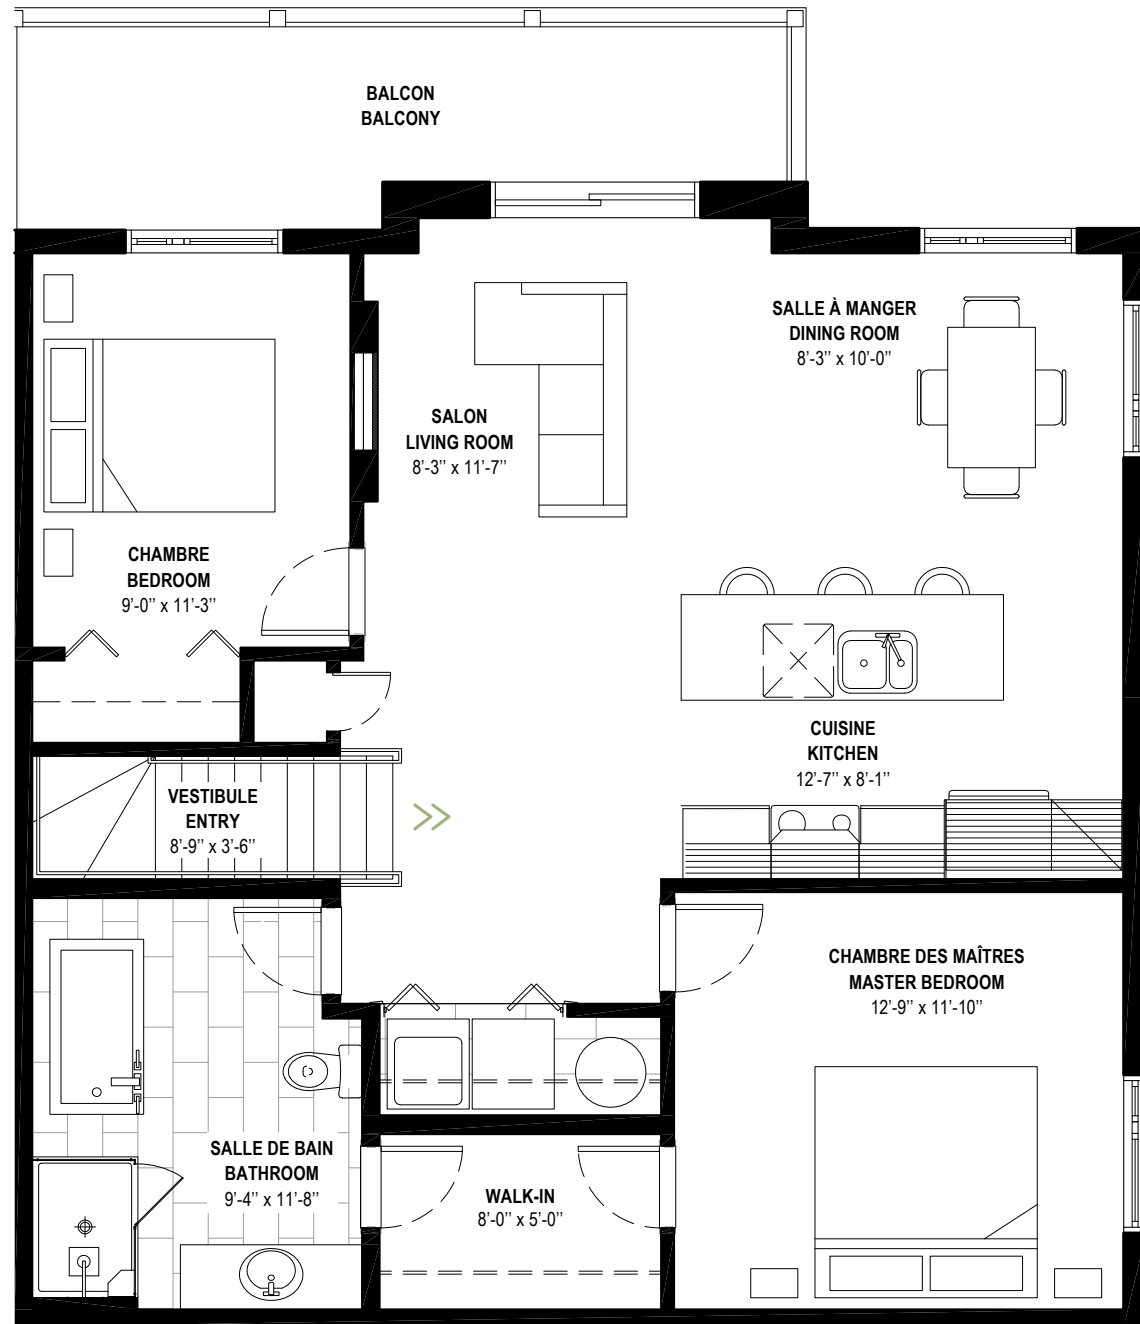 BALCON
BALCONY
SALLE À MANGER
DINING ROOM
8'-3'' x 10'-0''
SALON
LIVING ROOM
8'-3'' x 11'-7''
CHAMBRE
BEDROOM
9'-0'' x 11'-3''
CUISINE
KITCHEN
12'-7'' x 8'-1''
VESTIBULE
ENTRY
8'-9'' x 3'-6''
CHAMBRE DES MAÎTRES
MASTER BEDROOM
12'-9'' x 11'-10''
SALLE DE BAIN
BATHROOM
9'-4'' x 11'-8''
WALK-IN
8'-0'' x 5'-0''